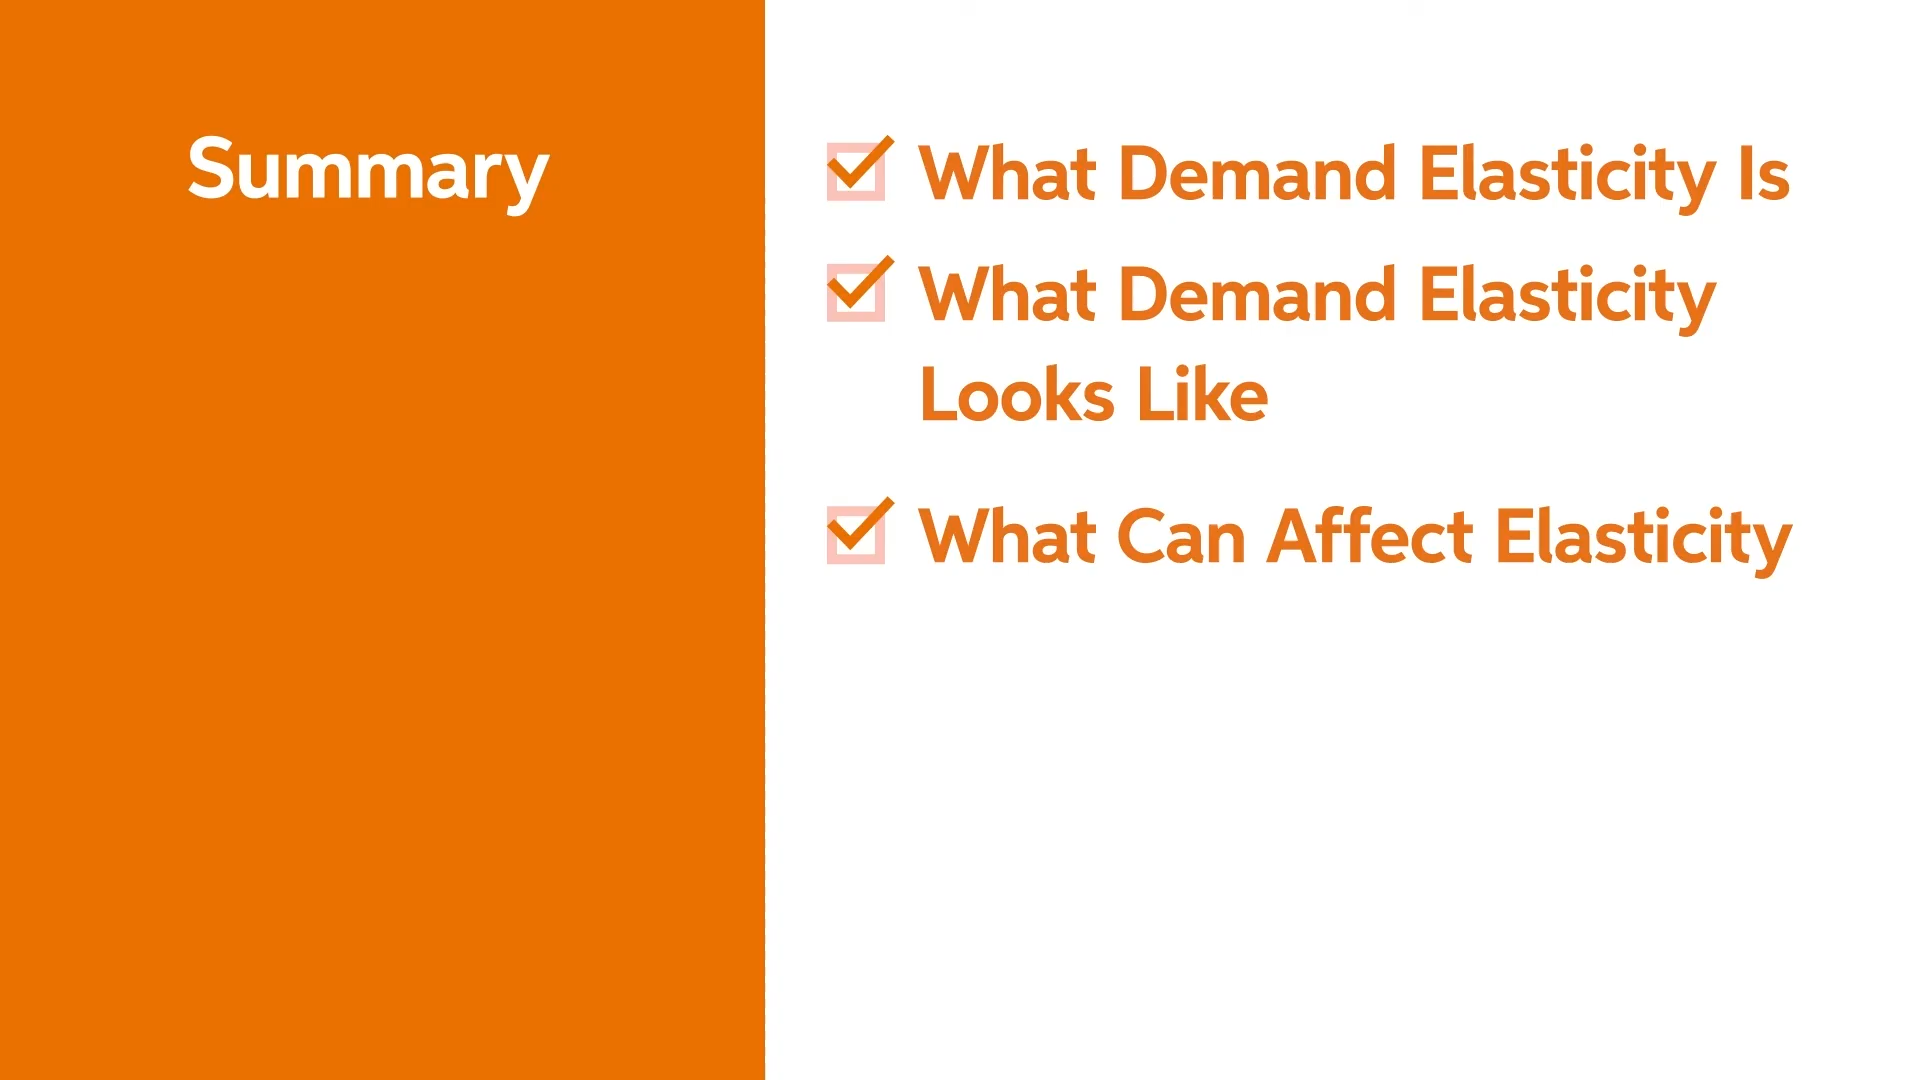 Summary
What Demand Elasticity Is
What Demand Elasticity
Looks Like
What Can Affect Elasticity